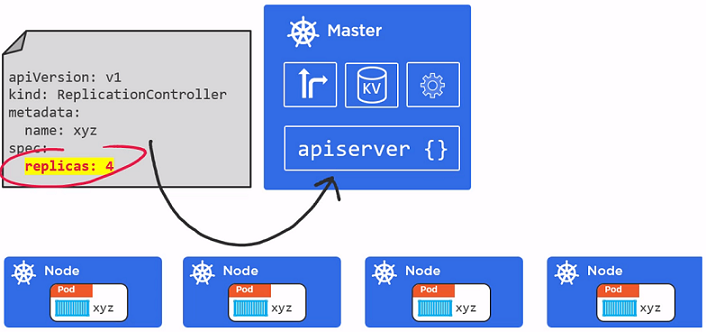 apiVersion: v1
kind: ReplicationController
metadata:
  name: xyz
spec:
  replicas: 4
Master
KV
apiserver {}
Node
Pod
xyz
Node
Pod
xyz
Node
Pod
xyz
Node
Pod
xyz